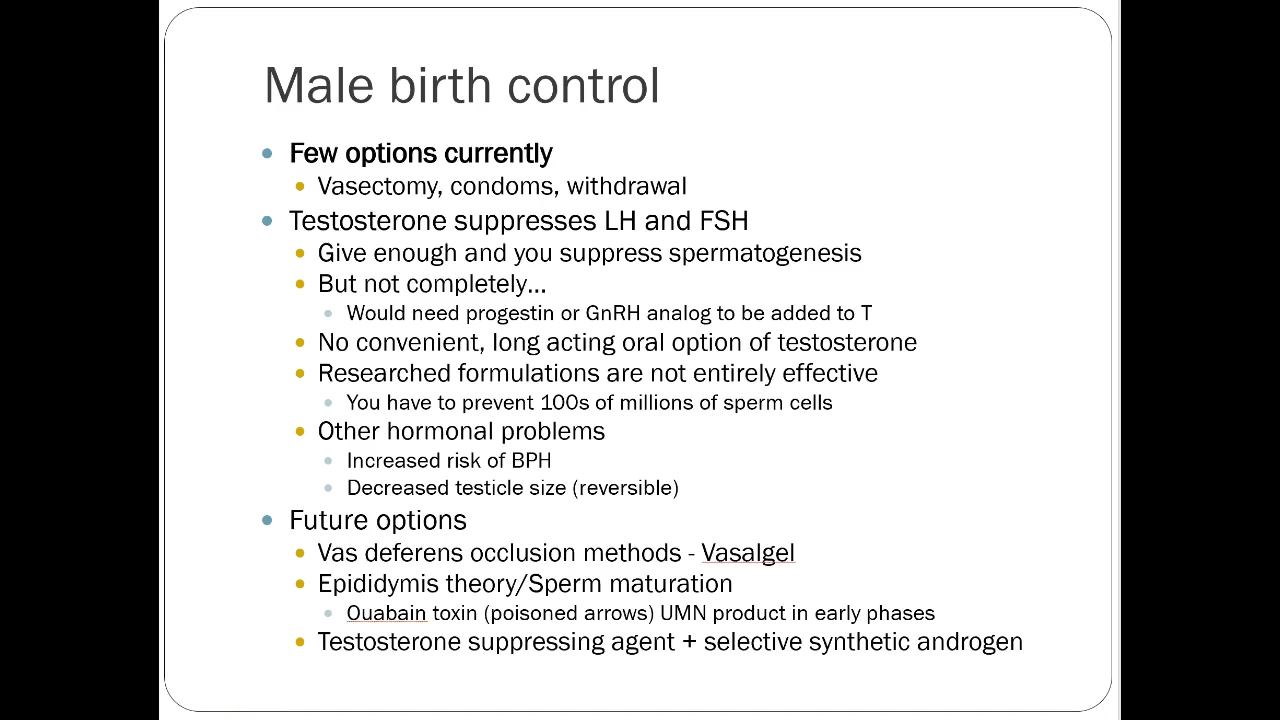 Male birth control
Few options currently
Vasectomy, condoms, withdrawal
Testosterone suppresses LH and FSH
Give enough and you suppress spermatogenesis
But not completely...
Would need progestin or GnRH analog to be added to T
No convenient, long acting oral option of testosterone
Researched formulations are not entirely effective
You have to prevent 100s of millions of sperm cells
Other hormonal problems
Increased risk of BPH
Decreased testicle size (reversible)
Future options
Vas deferens occlusion methods - Vasalgel
Epididymis theory/Sperm maturation
Ouabain toxin (poisoned arrows) UMN product in early phases
Testosterone suppressing agent + selective synthetic androgen